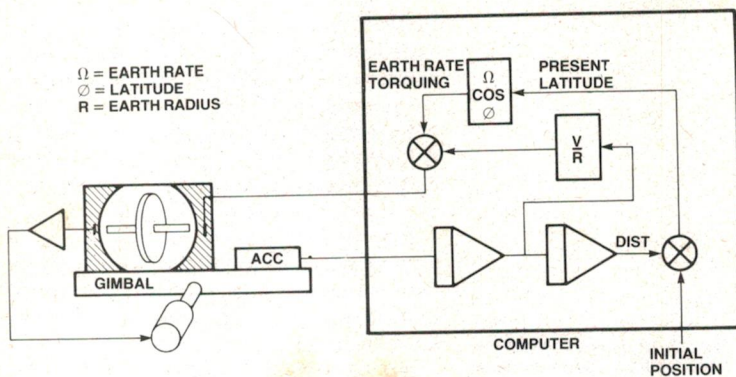 Ω = EARTH RATE
Ø = LATITUDE
R = EARTH RADIUS
EARTH RATE
TORQUING
Ω
COS
Ø
PRESENT
LATITUDE
V
R
ACC
GIMBAL
DIST
COMPUTER
INITIAL
POSITION